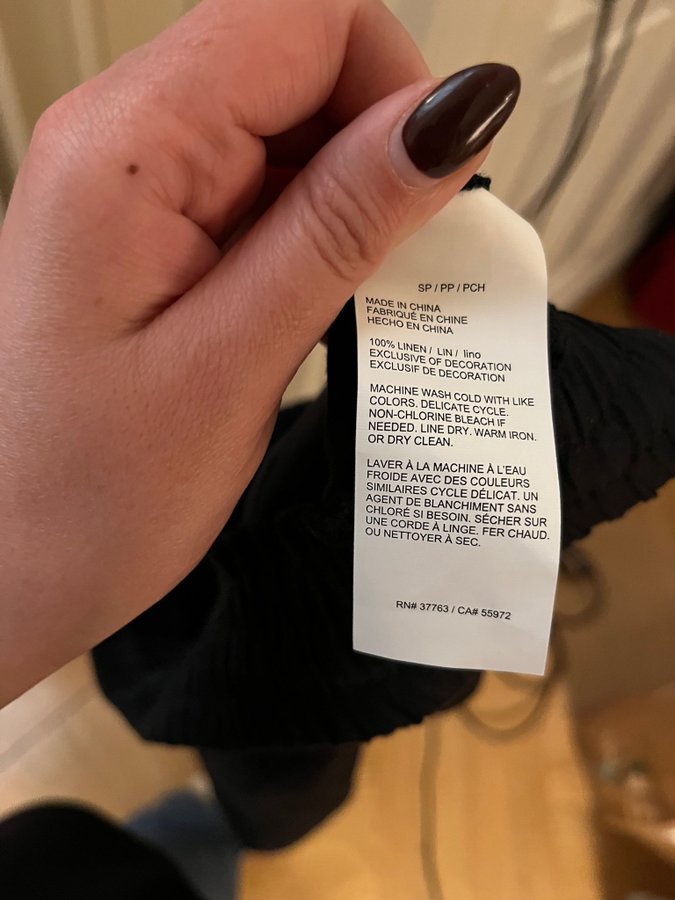 SP / PP / PCH
MADE IN CHINA
FABRIQUÉ EN CHINE
HECHO EN CHINA
100% LINEN / LIN / lino
EXCLUSIVE OF DECORATION
EXCLUSIF DE DECORATION
MACHINE WASH COLD WITH LIKE
COLORS. DELICATE CYCLE.
NON-CHLORINE BLEACH IF
NEEDED. LINE DRY. WARM IRON.
OR DRY CLEAN.
LAVER À LA MACHINE À L'EAU
FROIDE AVEC DES COULEURS
SIMILAIRES CYCLE DÉLICAT. UN
AGENT DE BLANCHIMENT SANS
CHLORÉ SI BESOIN. SÉCHER SUR
UNE CORDE À LINGE. FER CHAUD.
OU NETTOYER À SEC.
RN# 37763 / CA# 55972